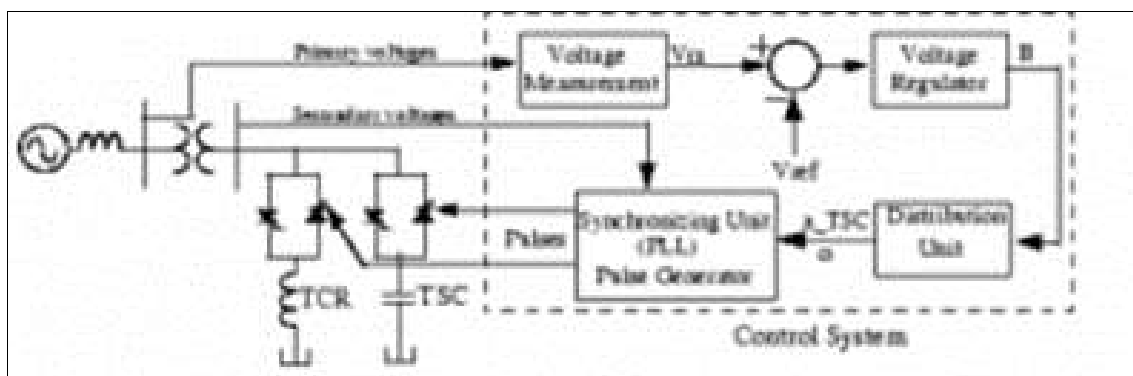 Primary voltages
Voltage
Measurement
Voltage
Regulator
B
Secondary voltages
Vref
Pulses
Synchronizing Unit
(PLL)
Pulse Generator
TSC
α
Distribution
Unit
TCR
TSC
Control System